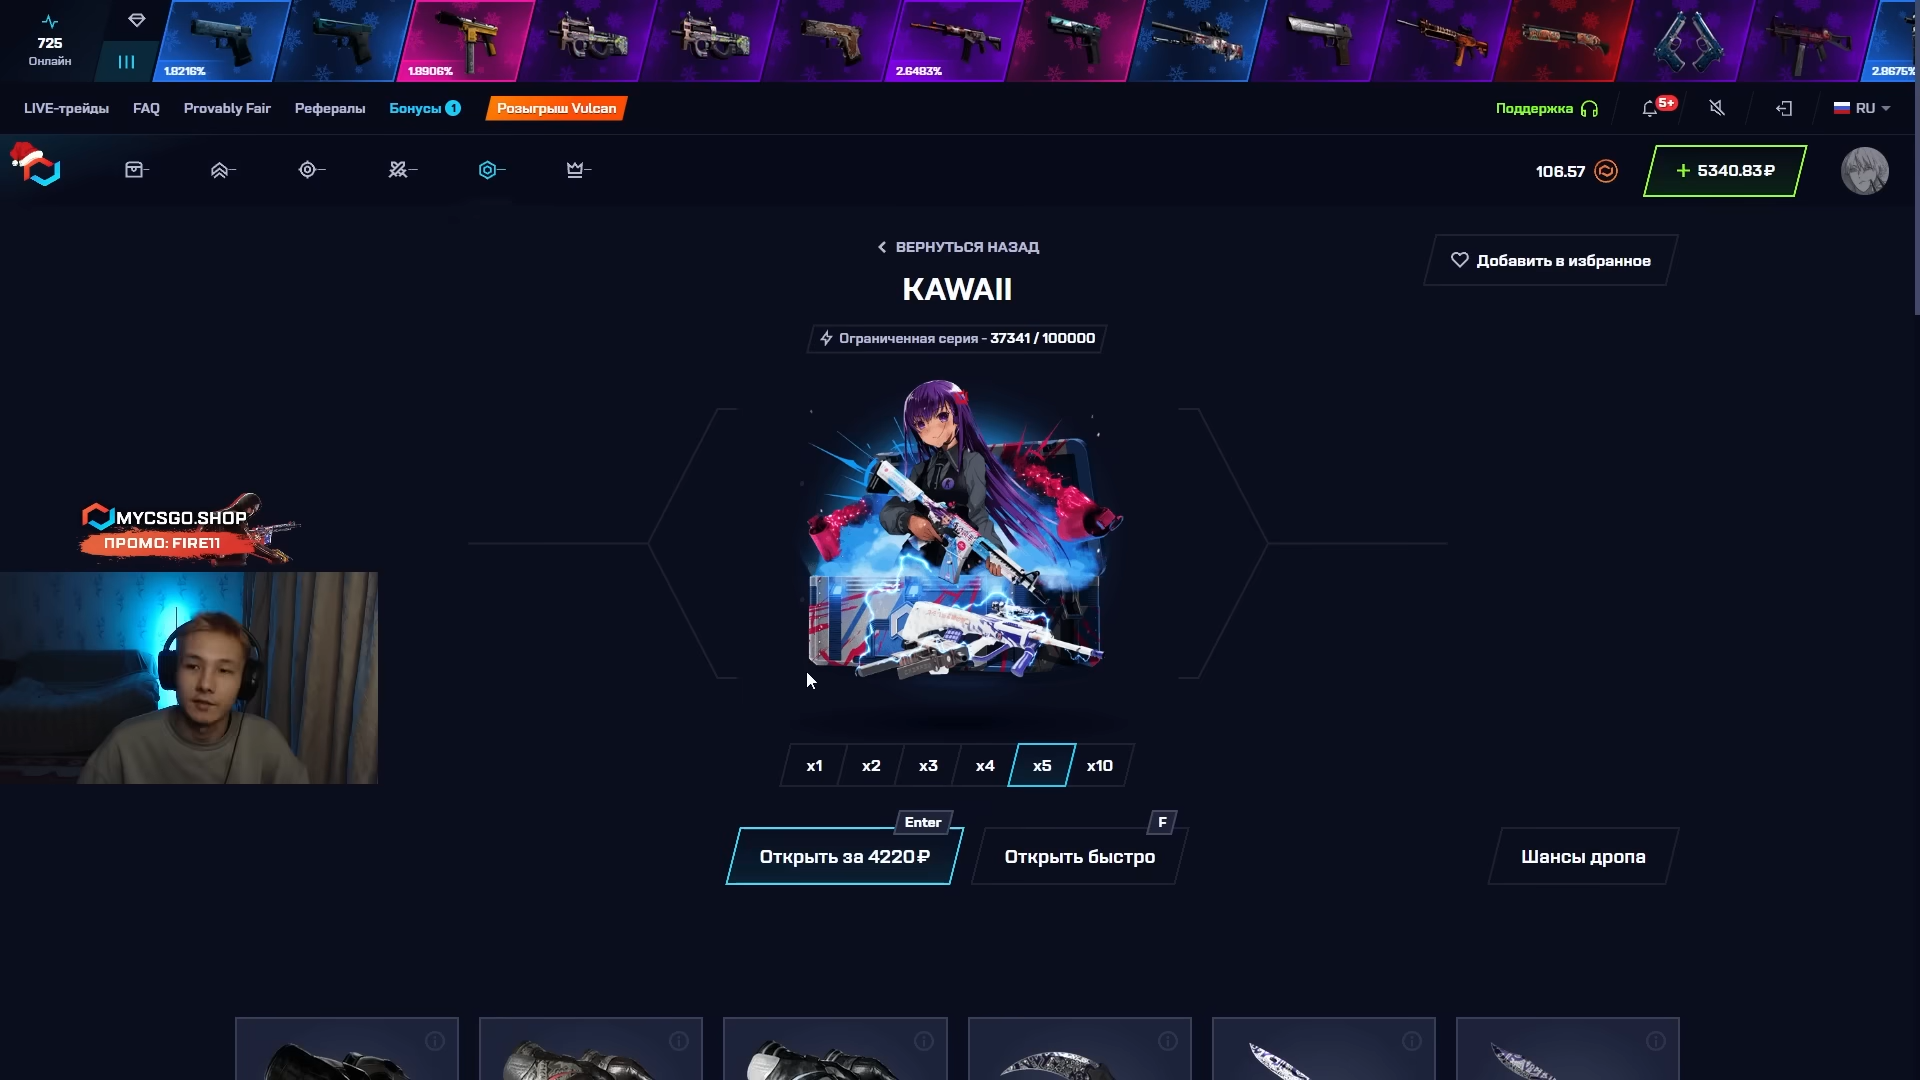 725
Онлайн
1.8216%
1.8906%
2.6483%
2.8675%
LIVE-трейды
FAQ
Provably Fair
Рефералы
Бонусы 1
Розыгрыш Vulcan
Поддержка
5+
RU
106.57
+ 5340.83₽
ВЕРНУТЬСЯ НАЗАД
Добавить в избранное
KAWAII
Ограниченная серия - 37341 / 100000
MYCSGO.SHOP
ПРОМО: FIRE11
x1
x2
x3
x4
x5
x10
Enter
F
Открыть за 4220₽
Открыть быстро
Шансы дропа